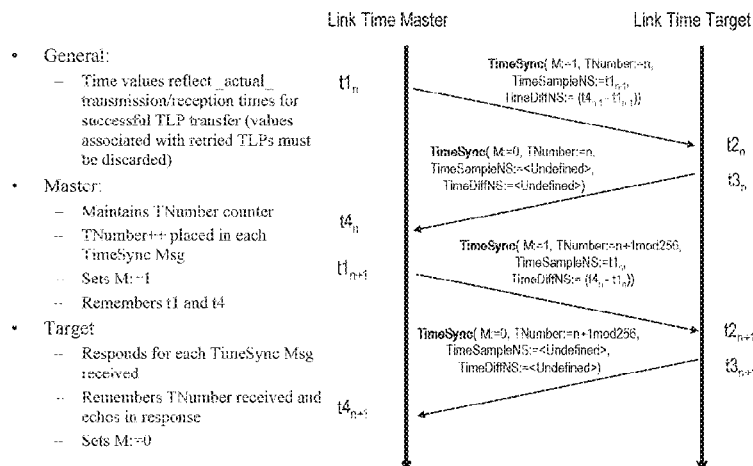 Link Time Master
Link Time Target
• General:
– Time values reflect _actual_
transmission/reception times for
successful TLP transfer (values
associated with retried TLPs must
be discarded)
• Master:
– Maintains TNumber counter
– TNumber++ placed in each
TimeSync Msg
– Sets M:=1
– Remembers t1 and t4
• Target
– Responds for each TimeSync Msg
received
– Remembers TNumber received and
echos in response
– Sets M:=0
t1n
TimeSync( M:=1, TNumber:=n,
TimeSampleNS:=t1n-1,
TimeDiffNS:= (t4n-1 - t1n-1))
t2n
TimeSync( M:=0, TNumber:=n,
TimeSampleNS:=<Undefined>,
TimeDiffNS:=<Undefined>)
t3n
t4n
t1n+1
TimeSync( M:=1, TNumber:=n+1mod256,
TimeSampleNS:=t1n,
TimeDiffNS:= (t4n - t1n))
t2n+1
TimeSync( M:=0, TNumber:=n+1mod256,
TimeSampleNS:=<Undefined>,
TimeDiffNS:=<Undefined>)
t3n+1
t4n+1